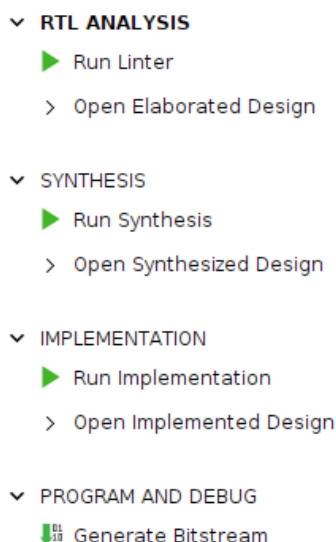 RTL ANALYSIS
Run Linter
Open Elaborated Design
SYNTHESIS
Run Synthesis
Open Synthesized Design
IMPLEMENTATION
Run Implementation
Open Implemented Design
PROGRAM AND DEBUG
Generate Bitstream